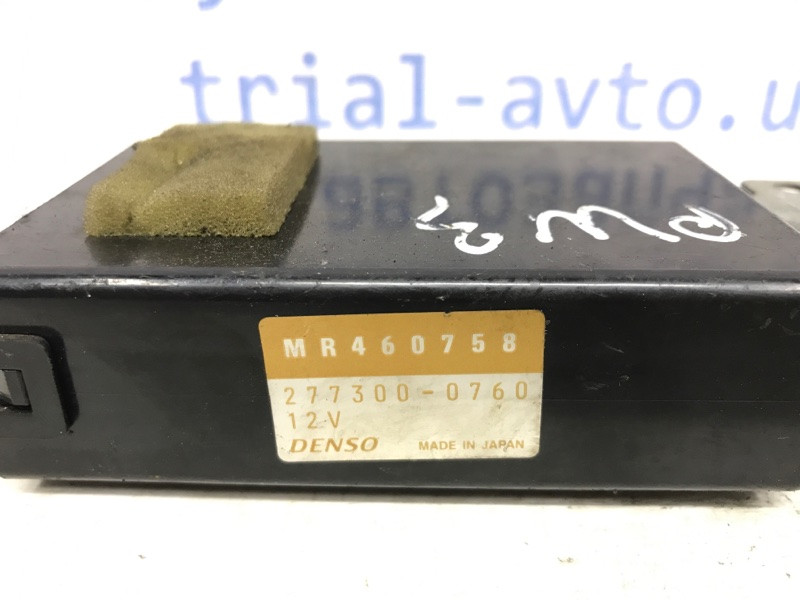 trial-avto.u
MR460758
277300-0760
12V
DENSO MADE IN JAPAN